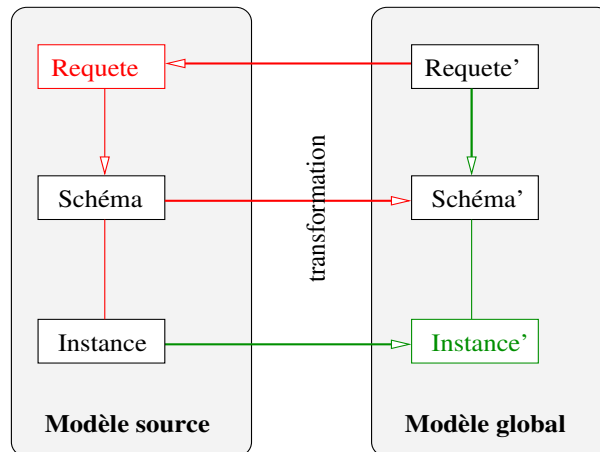 Requete
Requete’
transformation
Schéma
Schéma’
Instance
Instance’
Modèle source
Modèle global